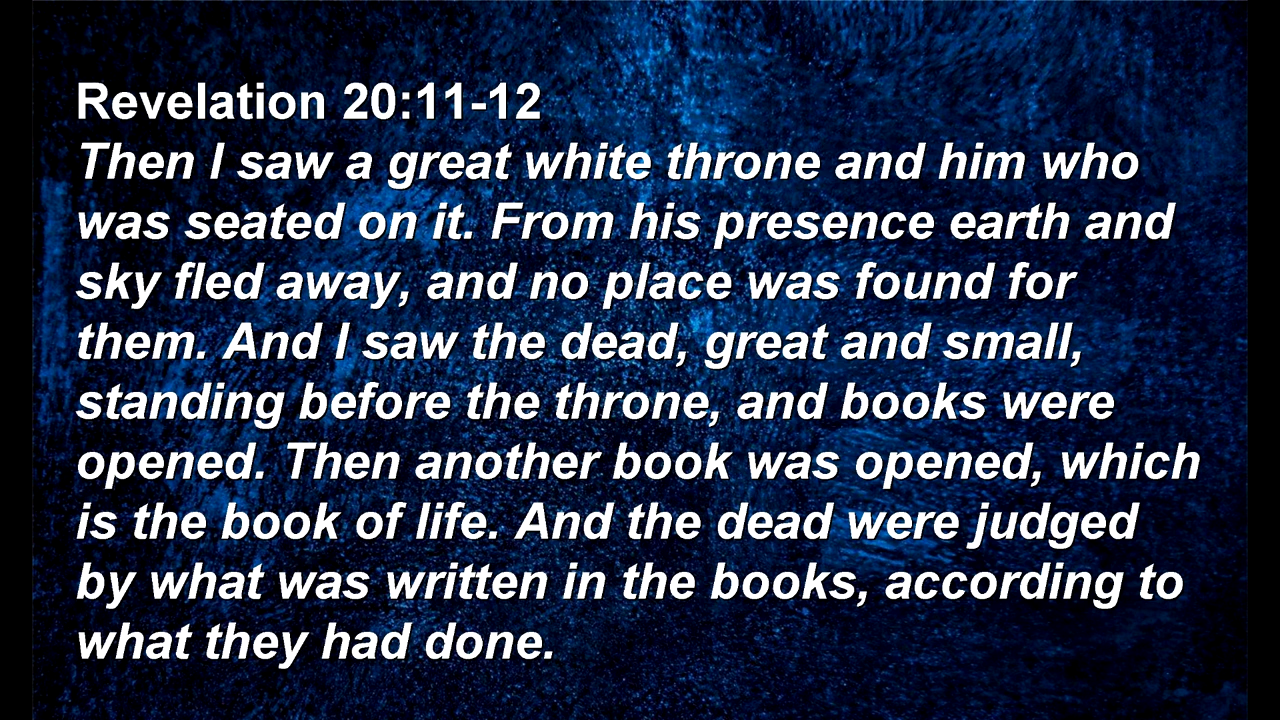 Revelation 20:11-12
Then I saw a great white throne and him who
was seated on it. From his presence earth and
sky fled away, and no place was found for
them. And I saw the dead, great and small,
standing before the throne, and books were
opened. Then another book was opened, which
is the book of life. And the dead were judged
by what was written in the books, according to
what they had done.